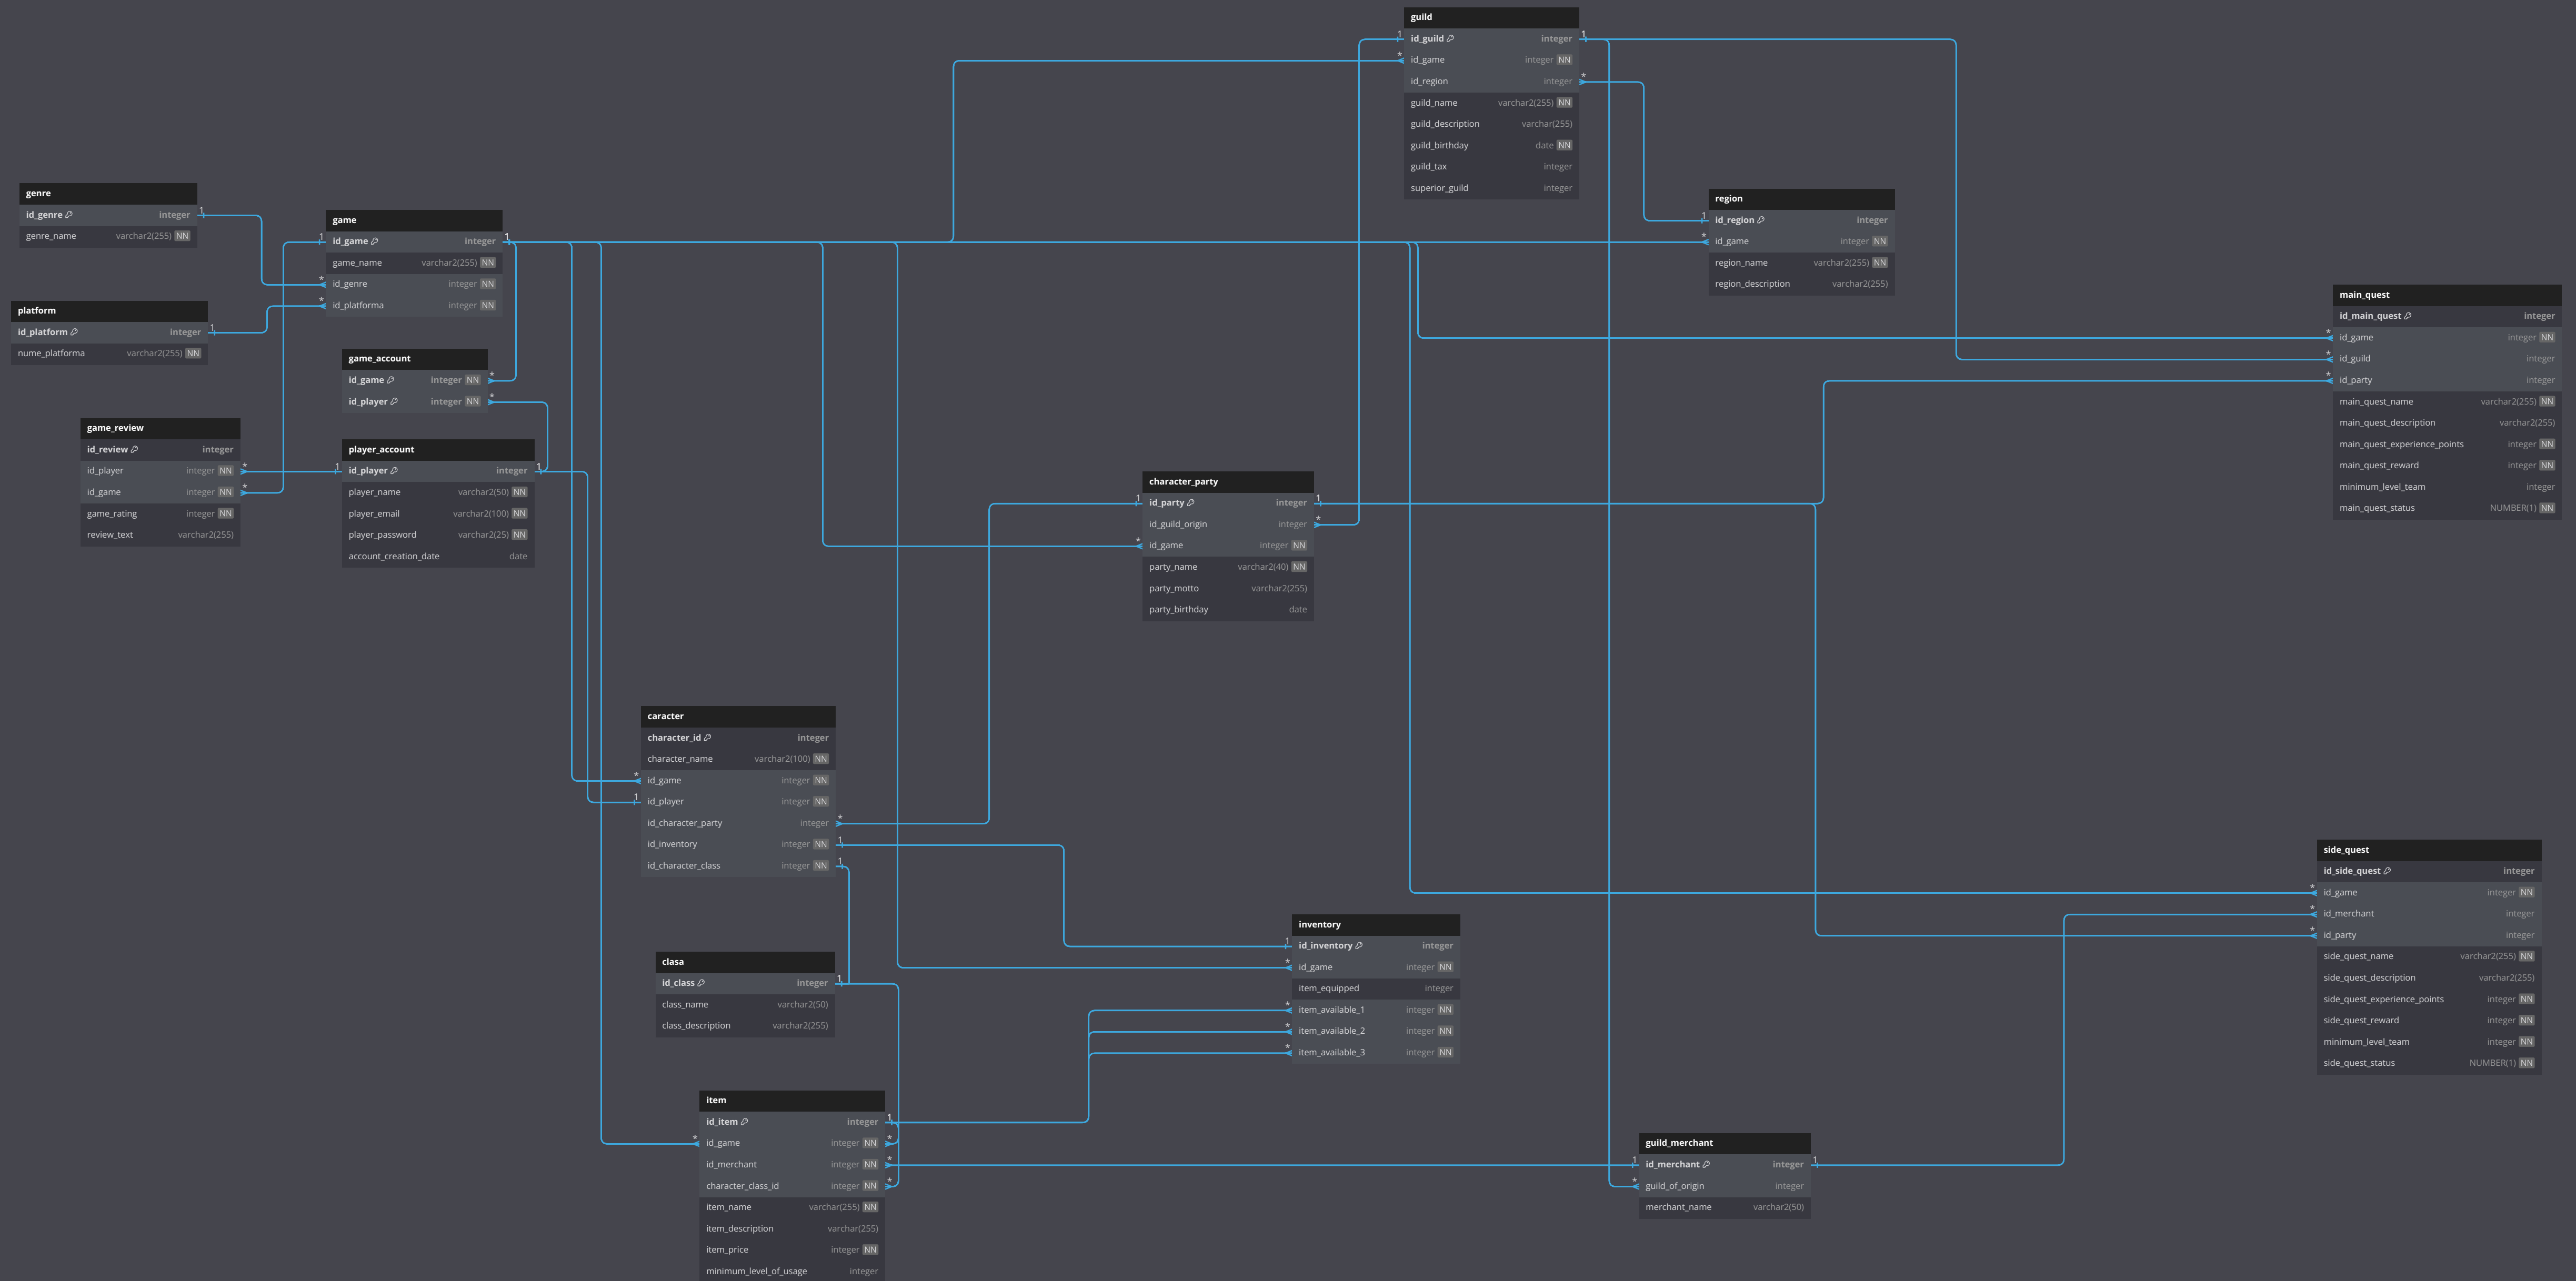 guild
id_guild integer
id_game integer NN
id_region integer
guild_name varchar2(255) NN
guild_description varchar(255)
guild_birthday date NN
guild_tax integer
superior_guild integer
genre
id_genre integer
genre_name varchar2(255) NN
game
id_game integer
game_name varchar2(255) NN
id_genre integer NN
id_platforma integer NN
region
id_region integer
id_game integer NN
region_name varchar2(255) NN
region_description varchar2(255)
platform
id_platform integer
nume_platforma varchar2(255) NN
main_quest
id_main_quest integer
id_game integer NN
id_guild integer
id_party integer
main_quest_name varchar2(255) NN
main_quest_description varchar2(255)
main_quest_experience_points integer NN
main_quest_reward integer NN
minimum_level_team integer
main_quest_status NUMBER(1) NN
game_account
id_game integer NN
id_player integer NN
game_review
id_review integer
id_player integer NN
id_game integer NN
game_rating integer NN
review_text varchar2(255)
player_account
id_player integer
player_name varchar2(50) NN
player_email varchar2(100) NN
player_password varchar2(25) NN
account_creation_date date
character_party
id_party integer
id_guild_origin integer
id_game integer NN
party_name varchar2(40) NN
party_motto varchar2(255)
party_birthday date
caracter
character_id integer
character_name varchar2(100) NN
id_game integer NN
id_player integer NN
id_character_party integer
id_inventory integer NN
id_character_class integer NN
side_quest
id_side_quest integer
id_game integer NN
id_merchant integer
id_party integer
side_quest_name varchar2(255) NN
side_quest_description varchar2(255)
side_quest_experience_points integer NN
side_quest_reward integer NN
minimum_level_team integer NN
side_quest_status NUMBER(1) NN
inventory
id_inventory integer
id_game integer NN
item_equipped integer
item_available_1 integer NN
item_available_2 integer NN
item_available_3 integer NN
clasa
id_class integer
class_name varchar2(50)
class_description varchar2(255)
item
id_item integer
id_game integer NN
id_merchant integer NN
character_class_id integer NN
item_name varchar(255) NN
item_description varchar(255)
item_price integer NN
minimum_level_of_usage integer
guild_merchant
id_merchant integer
guild_of_origin integer
merchant_name varchar2(50)